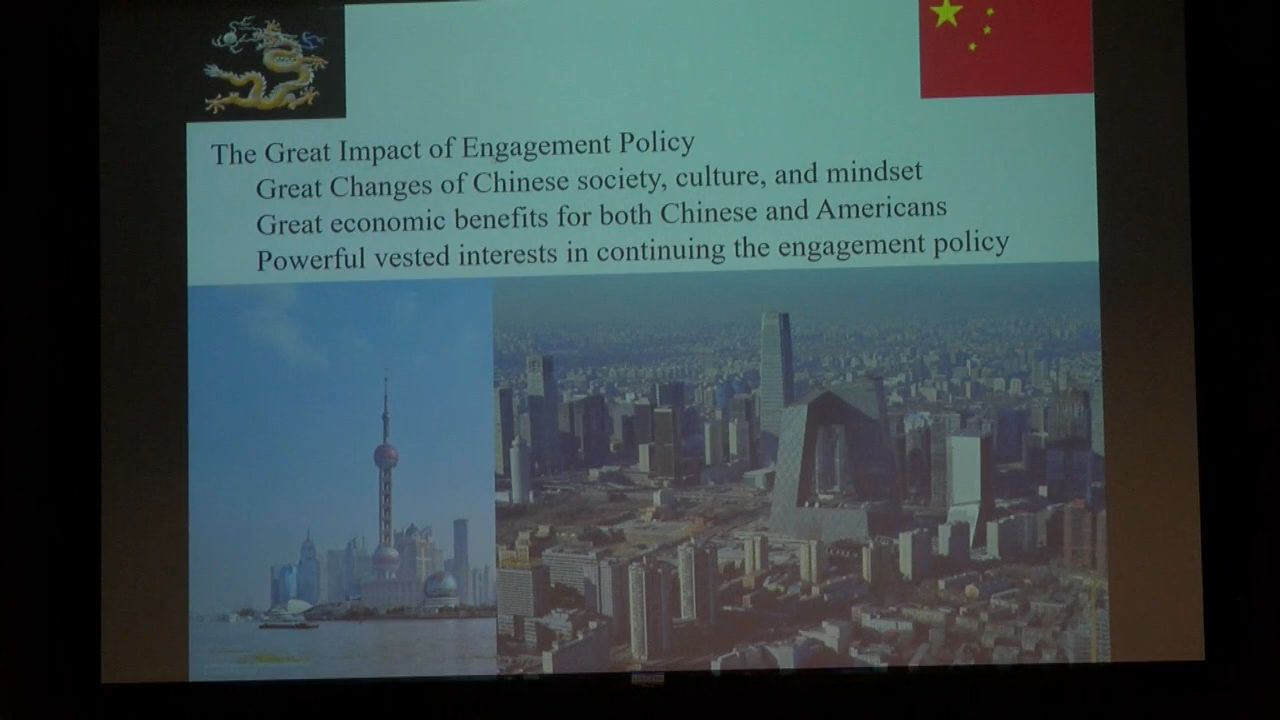 The Great Impact of Engagement Policy
Great Changes of Chinese society, culture, and mindset
Great economic benefits for both Chinese and Americans
Powerful vested interests in continuing the engagement policy